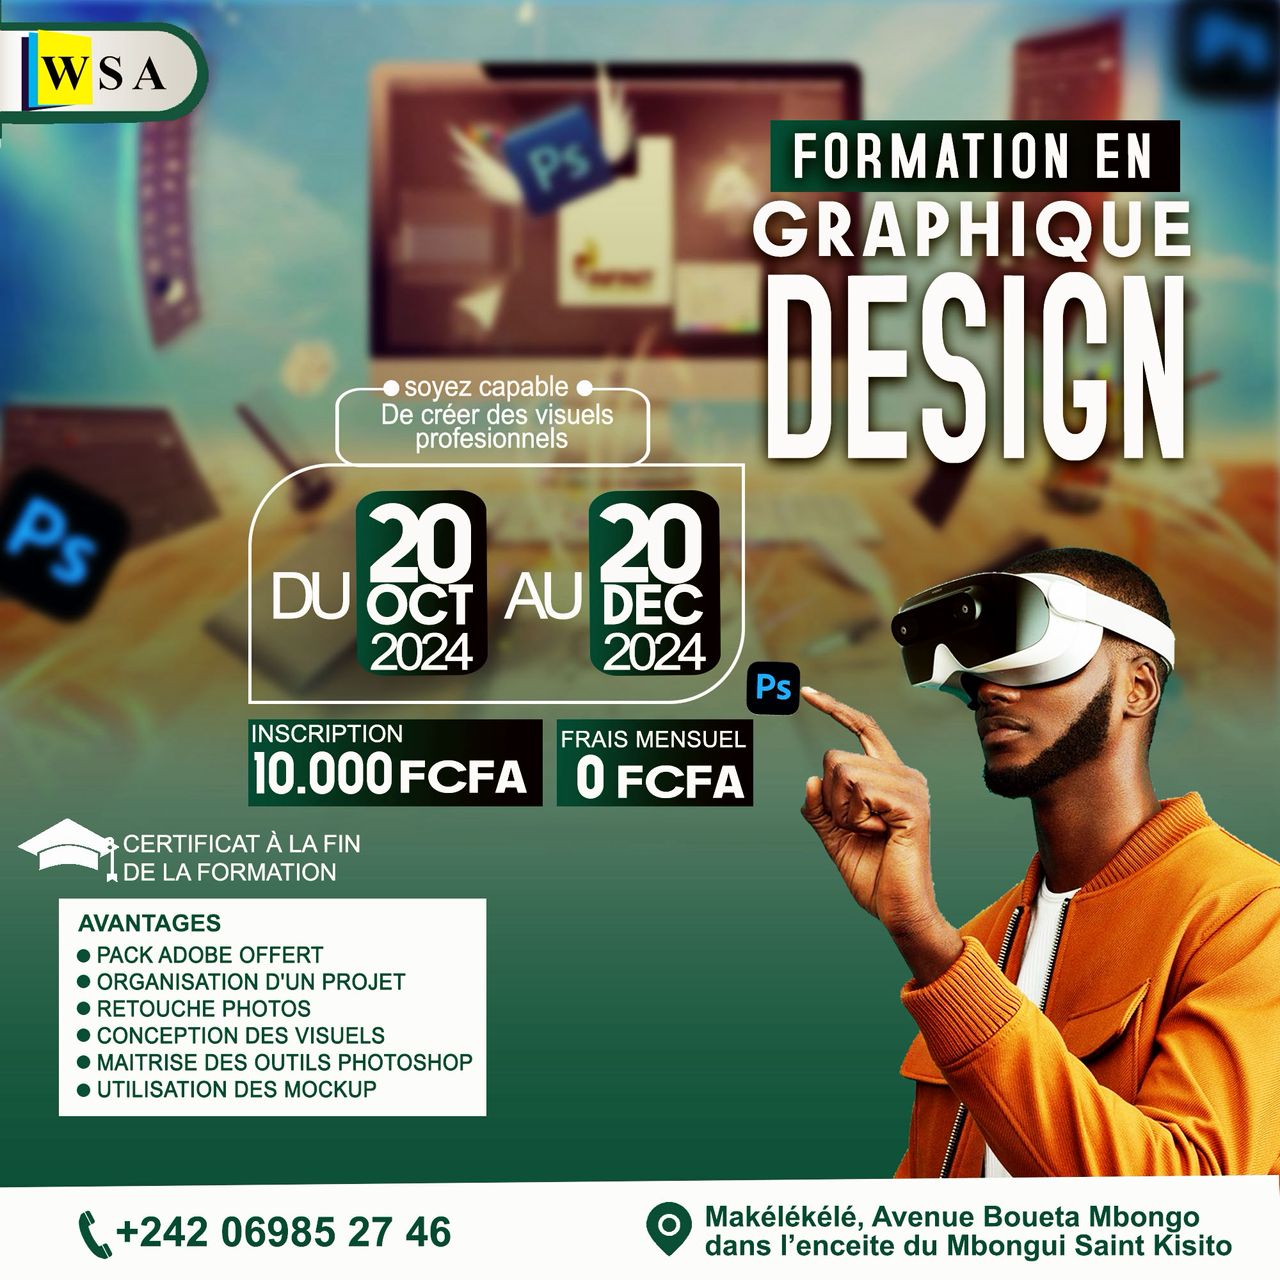 WSA
FORMATION EN
GRAPHIQUE
DESIGN
Ps
soyez capable
De créer des visuels
profesionnels
Ps
DU 20 OCT 2024 AU 20 DEC 2024
Ps
INSCRIPTION
10.000 FCFA
FRAIS MENSUEL
0 FCFA
CERTIFICAT À LA FIN
DE LA FORMATION
AVANTAGES
PACK ADOBE OFFERT
ORGANISATION D'UN PROJET
RETOUCHE PHOTOS
CONCEPTION DES VISUELS
MAITRISE DES OUTILS PHOTOSHOP
UTILISATION DES MOCKUP
+242 06985 27 46
Makélékélé, Avenue Boueta Mbongo
dans l'enceite du Mbongui Saint Kisito